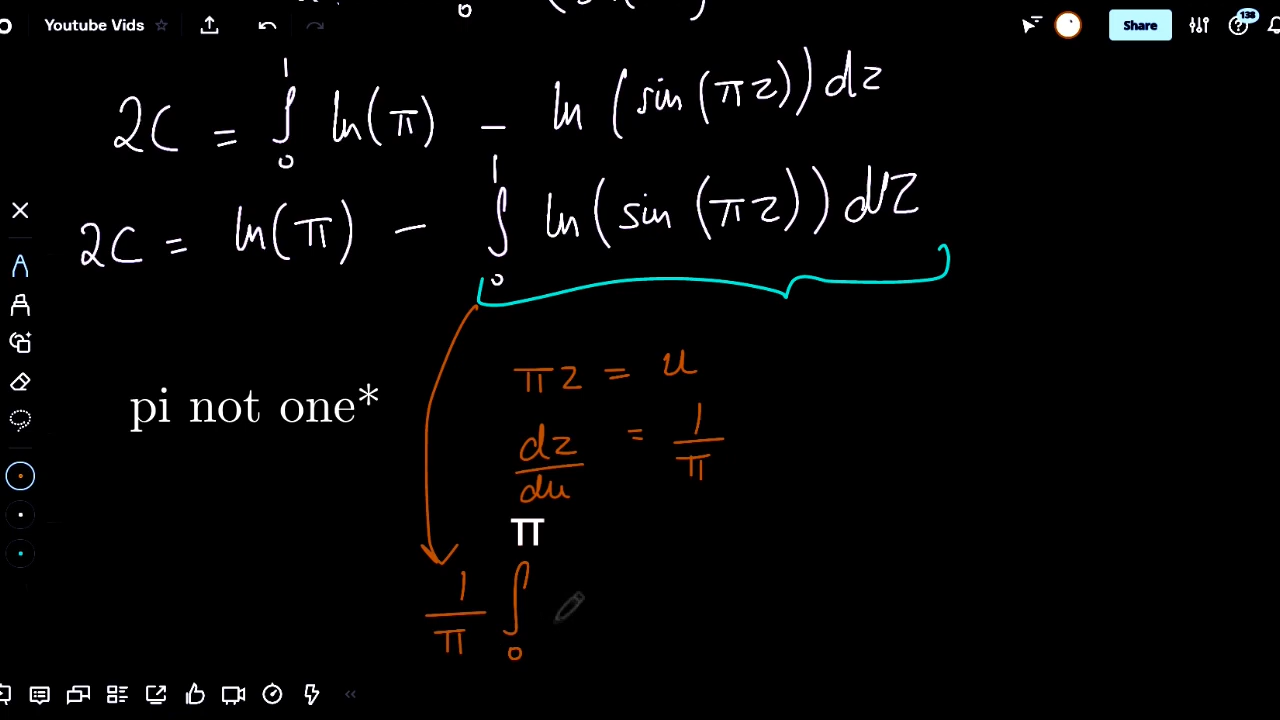 Youtube Vids
Share
138
2C = ∫₀¹ ln(π) - ln(sin(πz))dz
2C = ln(π) - ∫₀¹ ln(sin(πz))dz
πz = u
pi not one*
dz/du = 1/π
π
1/π ∫₀